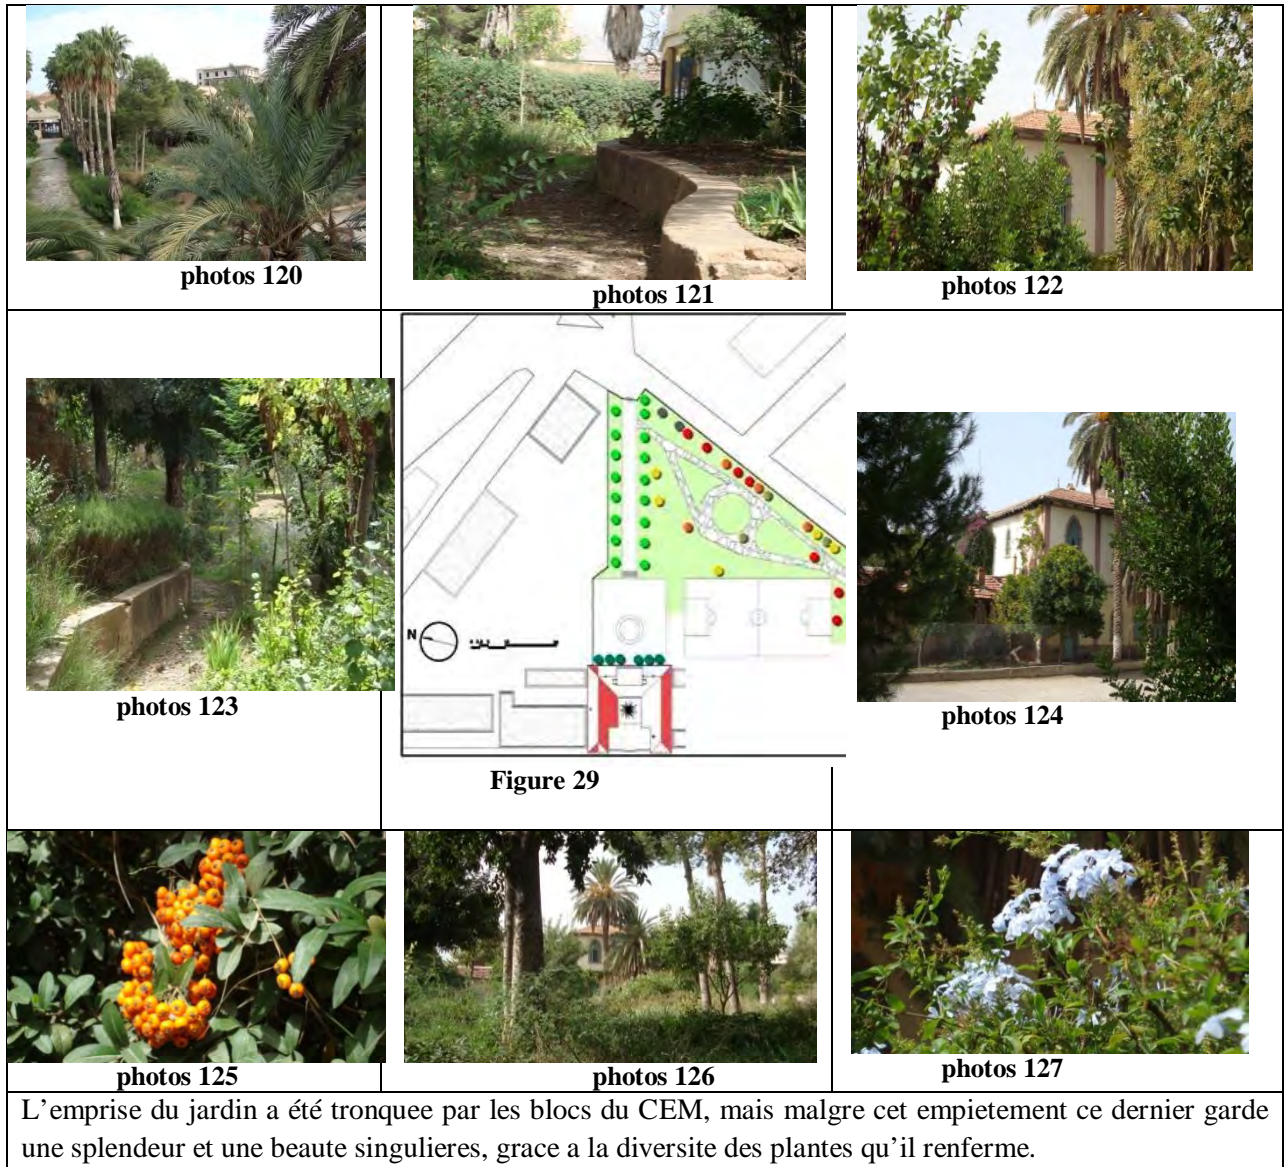 photos 120
photos 121
photos 122
photos 123
N
Figure 29
photos 124
photos 125
photos 126
photos 127
L’emprise du jardin a été tronquee par les blocs du CEM, mais malgre cet empietement ce dernier garde
une splendeur et une beaute singulieres, grace a la diversite des plantes qu’il renferme.